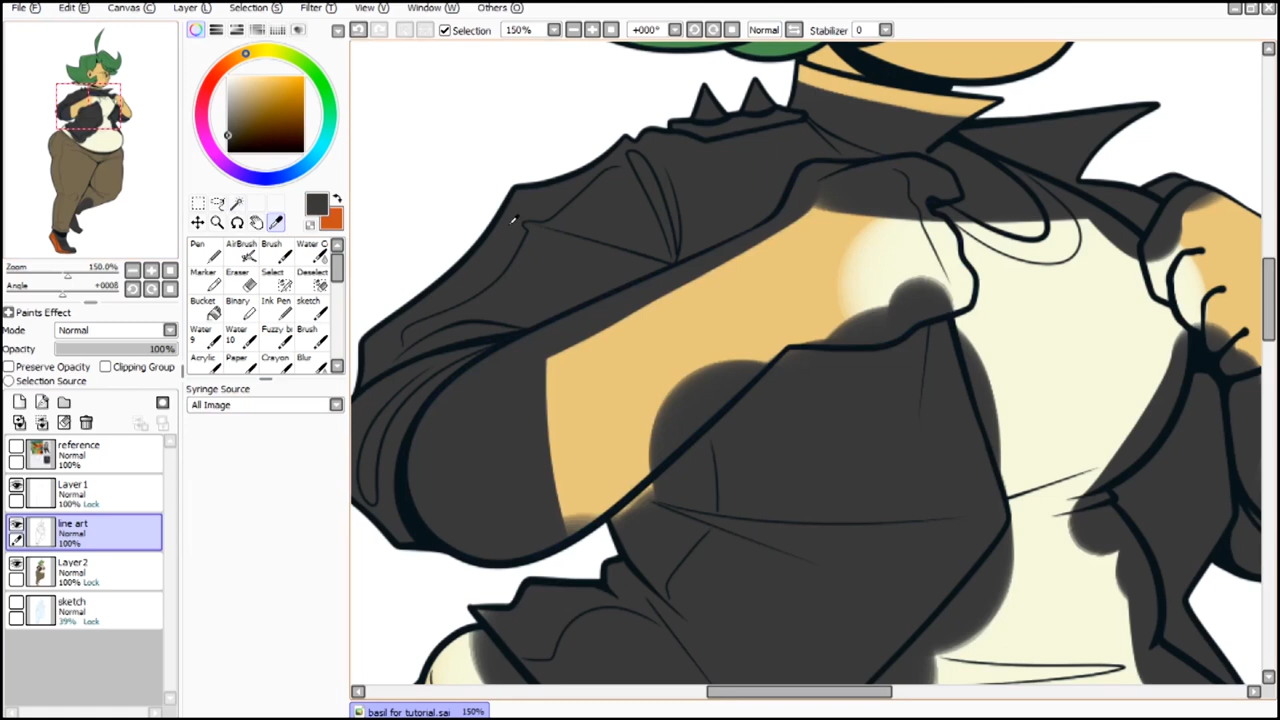 File (F) Edit (E) Canvas (C) Layer (L) Selection (S) Filter (T) View (V) Window (W) Others (O)
Selection 150% +000° Normal Stabilizer 0
Zoom 150.0%
Angle +0008
Paints Effect
Mode Normal
Opacity 100%
Preserve Opacity Clipping Group
Selection Source
reference
Normal
100%
Layer1
Normal
100% Lock
line art
Normal
100%
Layer2
Normal
100% Lock
sketch
Normal
39% Lock
Pen AirBrush Brush Water C
Marker Eraser Select Deselect
Bucket Binary Ink Pen sketch
Water 9 Water 10 Fuzzy br Brush
Acrylic Paper Crayon Blur
Syringe Source
All Image
basil for tutorial.sai 150%